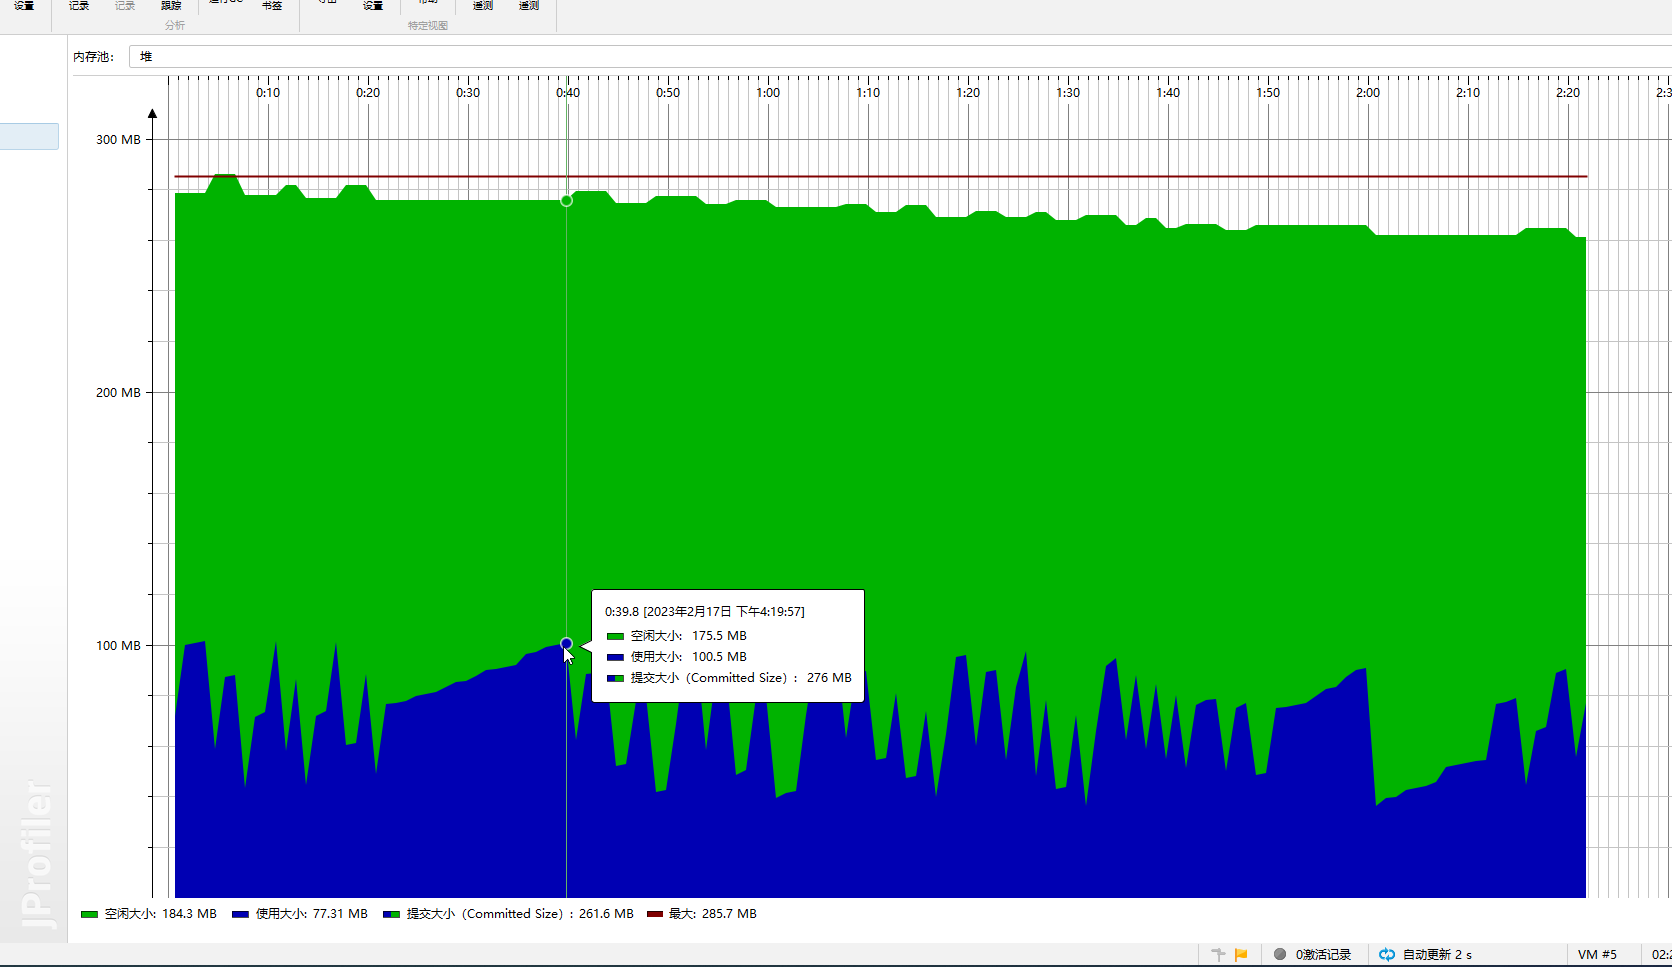 设置 记录 记录 跟踪 运行GC 书签 导出 设置 帮助 遥测 遥测
分析 特定视图
内存池: 堆
0:10 0:20 0:30 0:40 0:50 1:00 1:10 1:20 1:30 1:40 1:50 2:00 2:10 2:20
300 MB
200 MB
0:39.8 [2023年2月17日 下午4:19:57]
空闲大小: 175.5 MB
100 MB
使用大小: 100.5 MB
提交大小（Committed Size）: 276 MB
JProfiler
空闲大小: 184.3 MB 使用大小: 77.31 MB 提交大小（Committed Size）: 261.6 MB 最大: 285.7 MB
0激活记录 自动更新 2 s VM #5